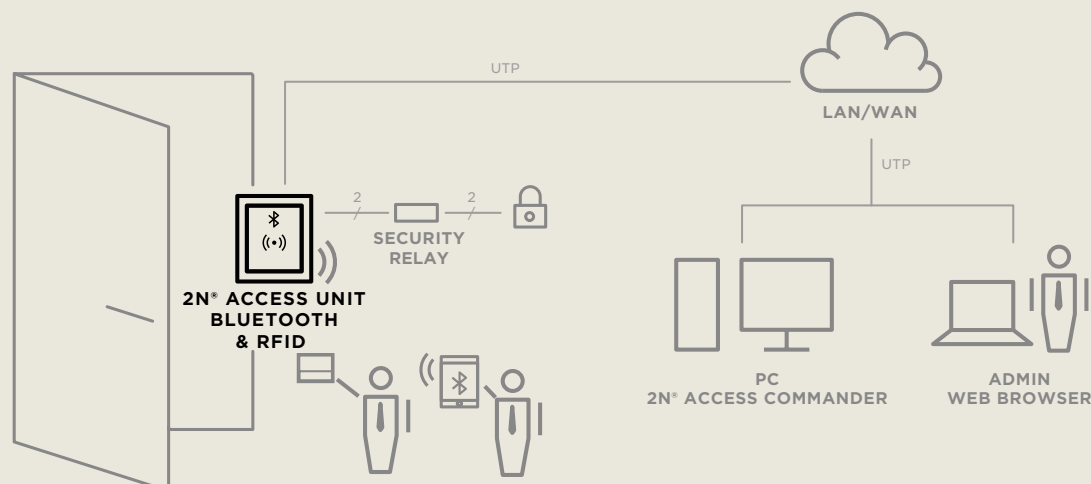 UTP
LAN/WAN
UTP
2
2
SECURITY
RELAY
2N® ACCESS UNIT
BLUETOOTH
& RFID
PC
2N® ACCESS COMMANDER
ADMIN
WEB BROWSER